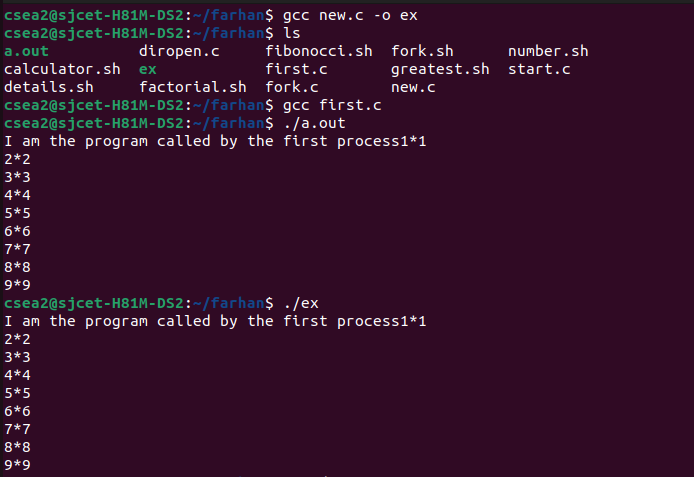 csea2@sjcet-H81M-DS2:~/farhan$ gcc new.c -o ex
csea2@sjcet-H81M-DS2:~/farhan$ ls
a.out          diropen.c     fibonocci.sh  fork.sh      number.sh
calculator.sh  ex            first.c       greatest.sh  start.c
details.sh     factorial.sh  fork.c        new.c
csea2@sjcet-H81M-DS2:~/farhan$ gcc first.c
csea2@sjcet-H81M-DS2:~/farhan$ ./a.out
I am the program called by the first process1*1
2*2
3*3
4*4
5*5
6*6
7*7
8*8
9*9
csea2@sjcet-H81M-DS2:~/farhan$ ./ex
I am the program called by the first process1*1
2*2
3*3
4*4
5*5
6*6
7*7
8*8
9*9